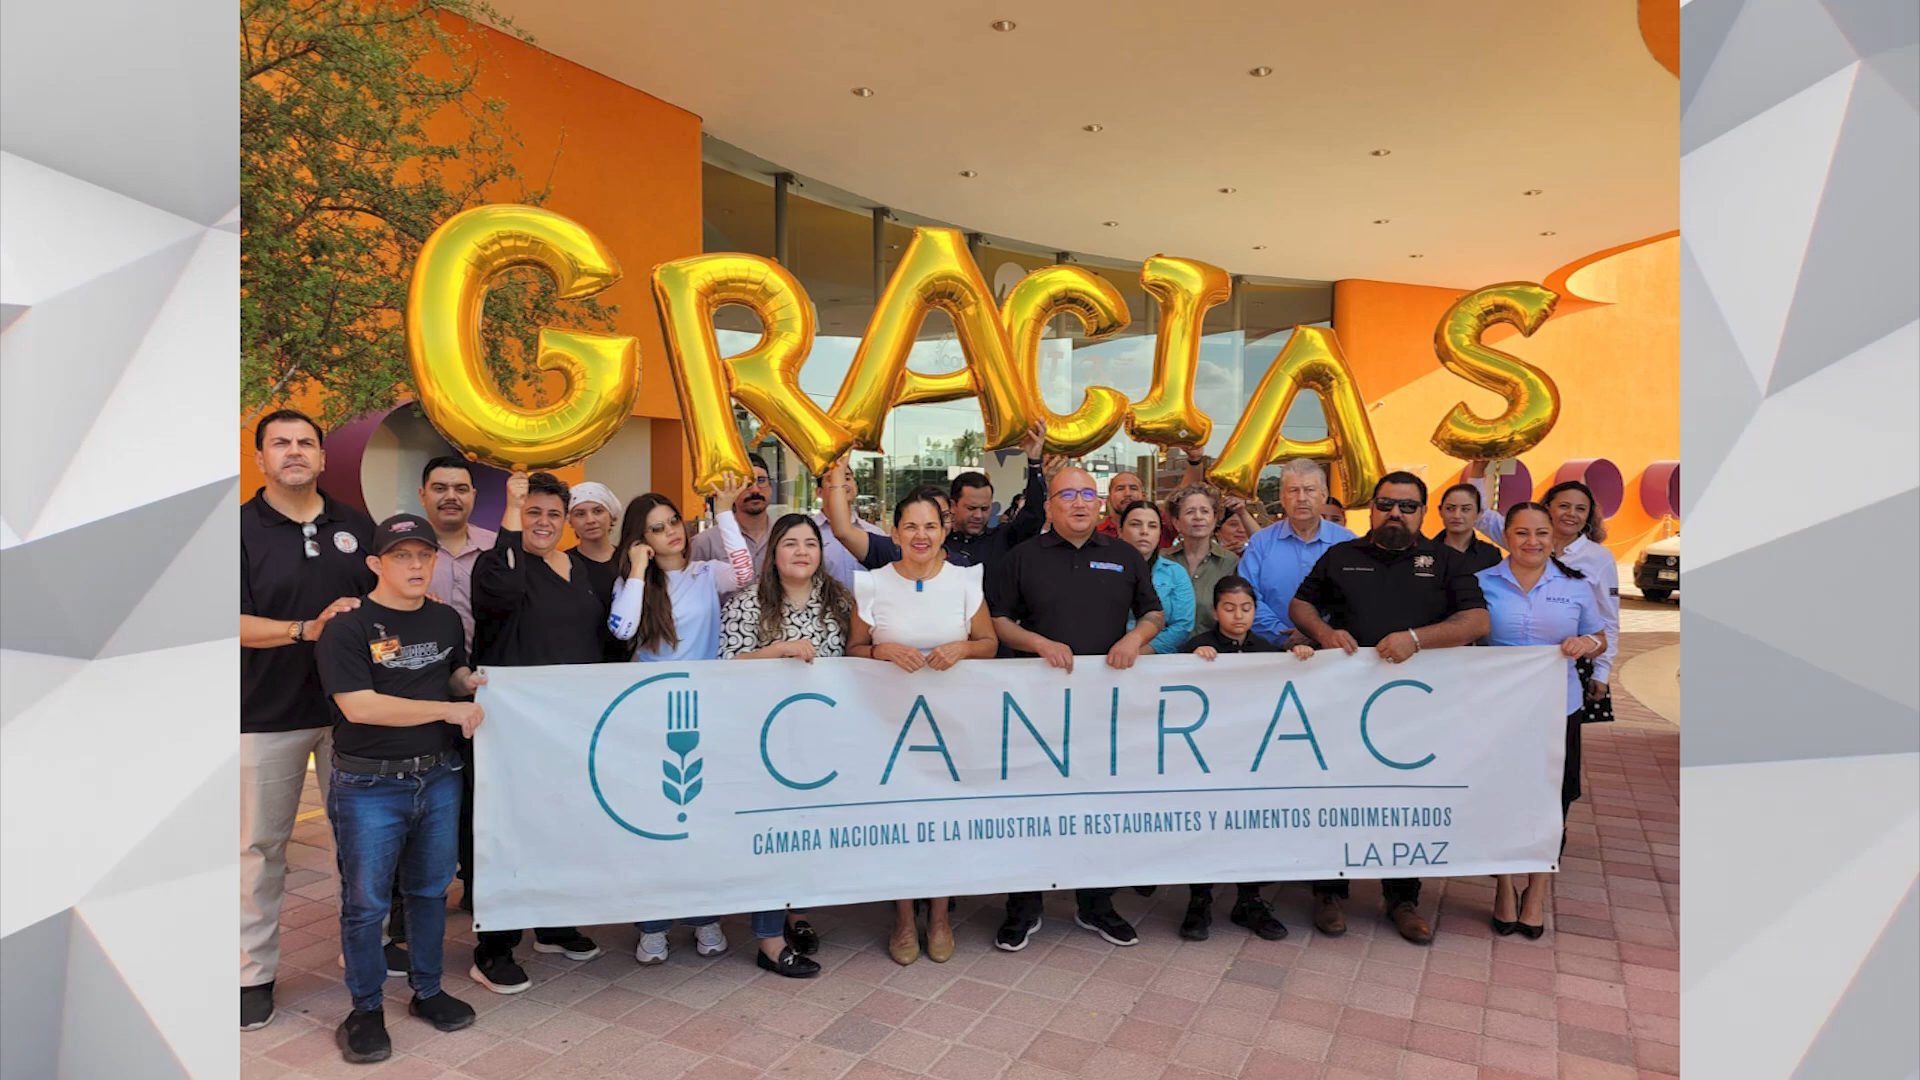 GRACIAS
CANIRAC
CÁMARA NACIONAL DE LA INDUSTRIA DE RESTAURANTES Y ALIMENTOS CONDIMENTADOS
LA PAZ